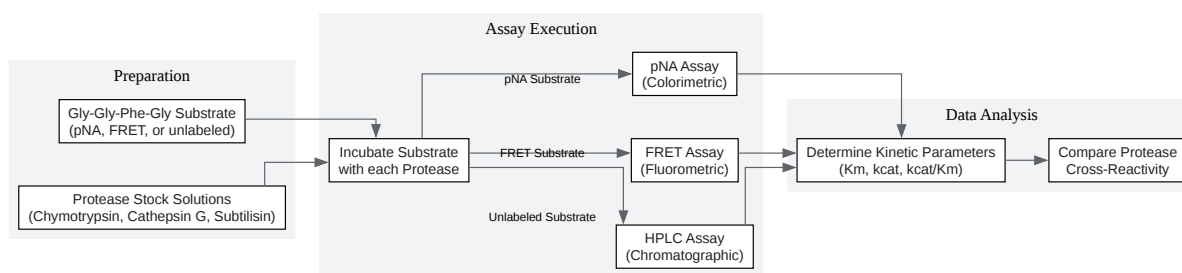 Preparation
Gly-Gly-Phe-Gly Substrate
(pNA, FRET, or unlabeled)
Protease Stock Solutions
(Chymotrypsin, Cathepsin G, Subtilisin)
Assay Execution
Incubate Substrate
with each Protease
pNA Substrate
FRET Substrate
Unlabeled Substrate
pNA Assay
(Colorimetric)
FRET Assay
(Fluorometric)
HPLC Assay
(Chromatographic)
Data Analysis
Determine Kinetic Parameters
(Km, kcat, kcat/Km)
Compare Protease
Cross-Reactivity